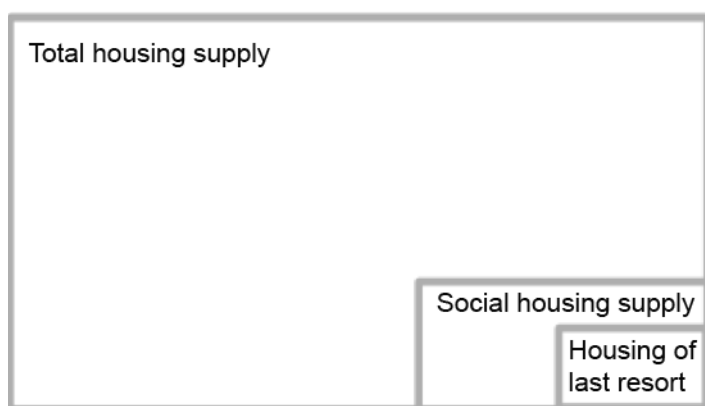 Total housing supply
Social housing supply
Housing of
last resort